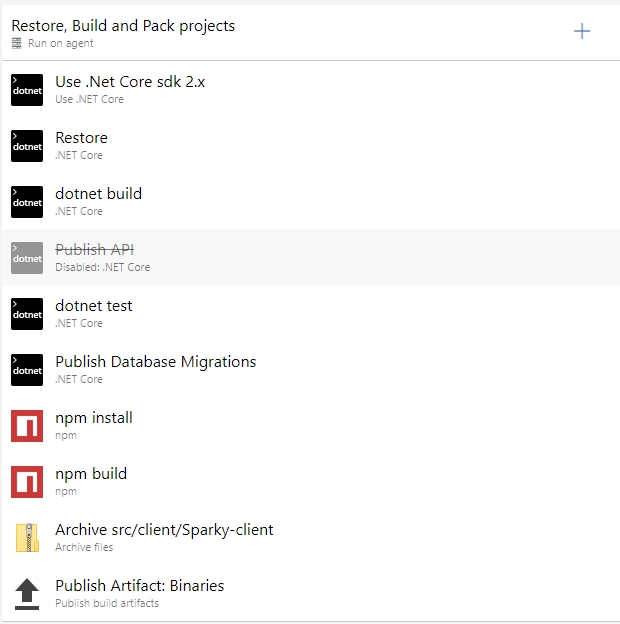 Restore, Build and Pack projects
Run on agent
dotnet
Use .Net Core sdk 2.x
Use .NET Core
dotnet
Restore
.NET Core
dotnet
dotnet build
.NET Core
dotnet
Publish API
Disabled: .NET Core
dotnet
dotnet test
.NET Core
dotnet
Publish Database Migrations
.NET Core
npm install
npm
npm build
npm
Archive src/client/Sparky-client
Archive files
Publish Artifact: Binaries
Publish build artifacts